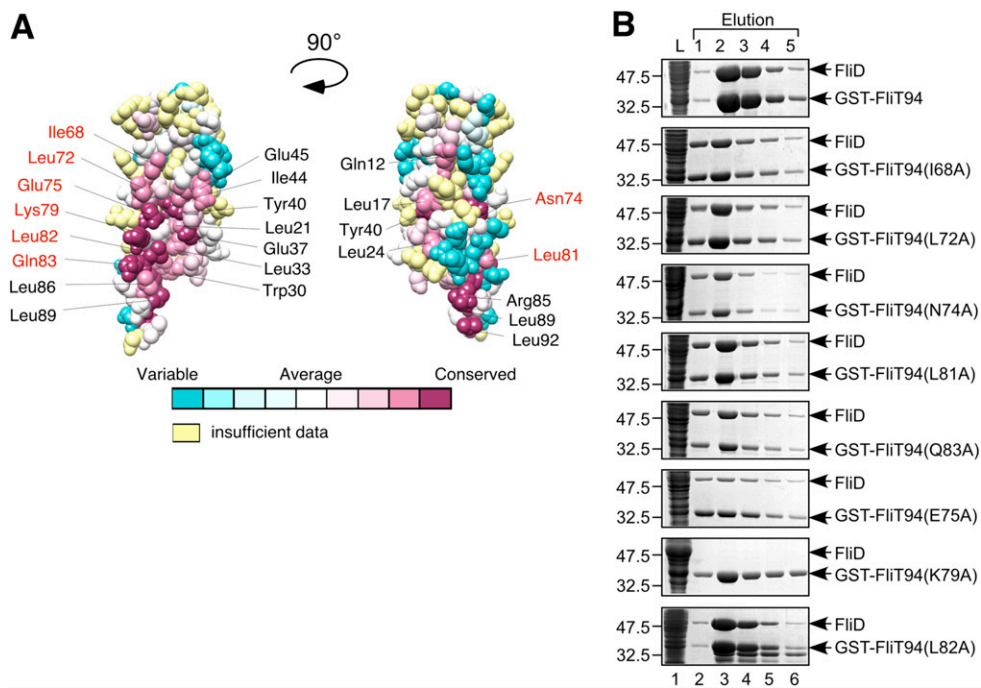 A
90°
Ile68
Leu72
Glu75
Lys79
Leu82
Gln83
Leu86
Leu89
Glu45
Ile44
Tyr40
Leu21
Glu37
Leu33
Trp30
Gln12
Leu17
Tyr40
Leu24
Asn74
Leu81
Arg85
Leu89
Leu92
Variable Average Conserved
insufficient data
B
Elution
L 1 2 3 4 5
47.5 FliD
32.5 GST-FliT94
47.5 FliD
32.5 GST-FliT94(I68A)
47.5 FliD
32.5 GST-FliT94(L72A)
47.5 FliD
32.5 GST-FliT94(N74A)
47.5 FliD
32.5 GST-FliT94(L81A)
47.5 FliD
32.5 GST-FliT94(Q83A)
47.5 FliD
32.5 GST-FliT94(E75A)
47.5 FliD
32.5 GST-FliT94(K79A)
47.5 FliD
32.5 GST-FliT94(L82A)
1 2 3 4 5 6